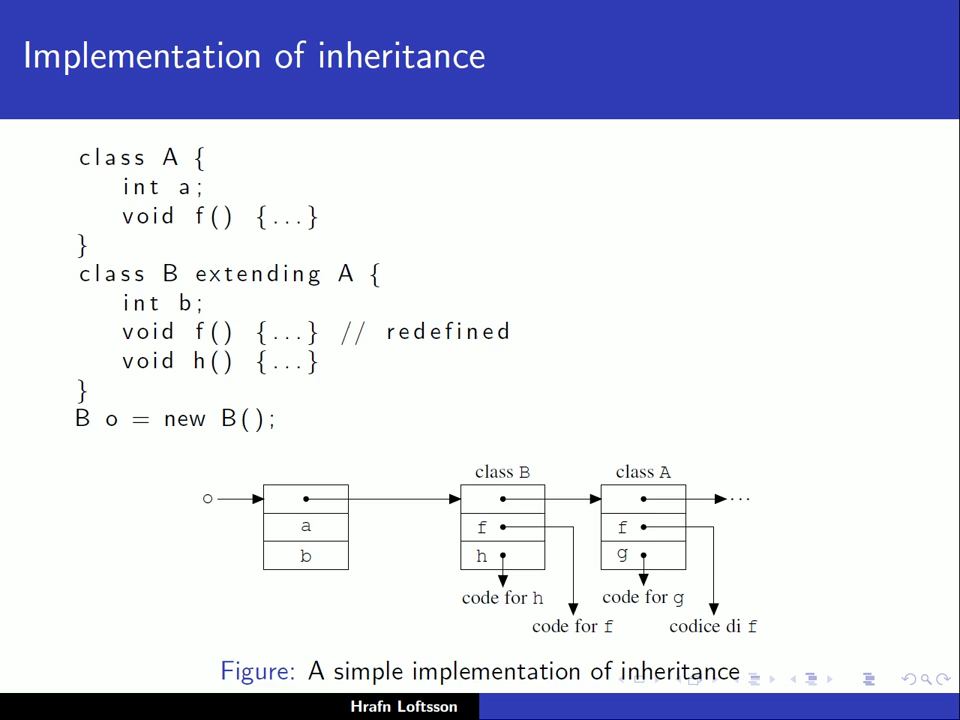 Implementation of inheritance
class A {
int a;
void f() {...}
}
class B extending A {
int b;
void f() {...} // redefined
void h() {...}
}
B o = new B();
class B class A
o ...
a f f
b h g
code for h code for g
code for f codice di f
Figure: A simple implementation of inheritance
Hrafn Loftsson